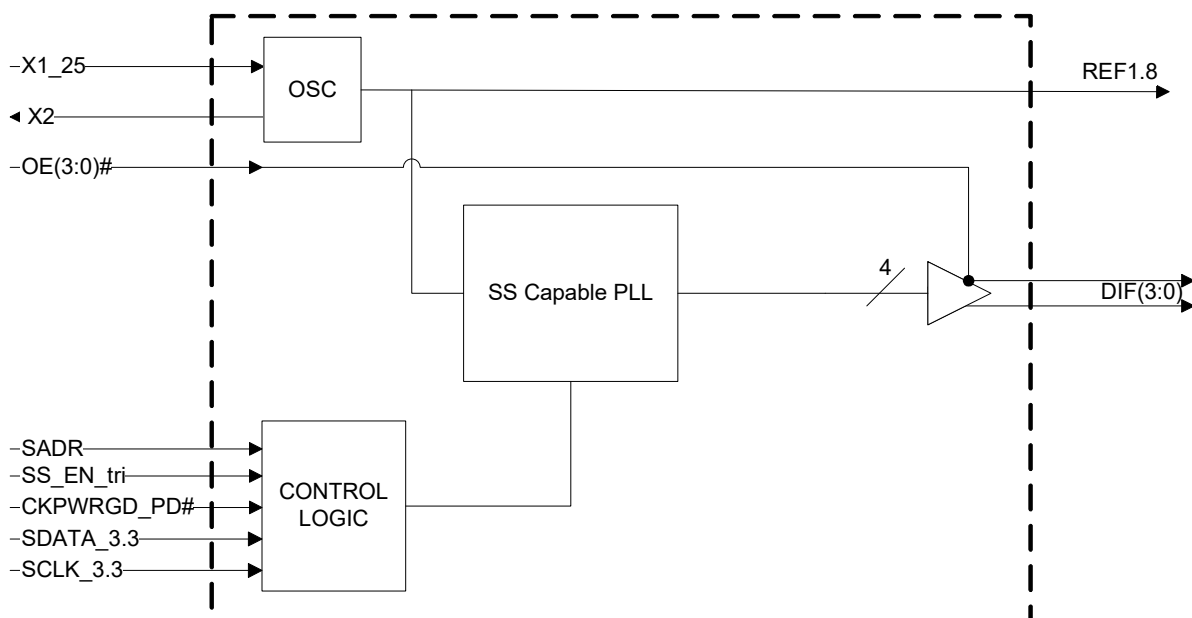 X1_25
OSC
REF1.8
X2
OE(3:0)#
4
SS Capable PLL
DIF(3:0)
SADR
SS_EN_tri
CKPWRGD_PD#
SDATA_3.3
SCLK_3.3
CONTROL
LOGIC